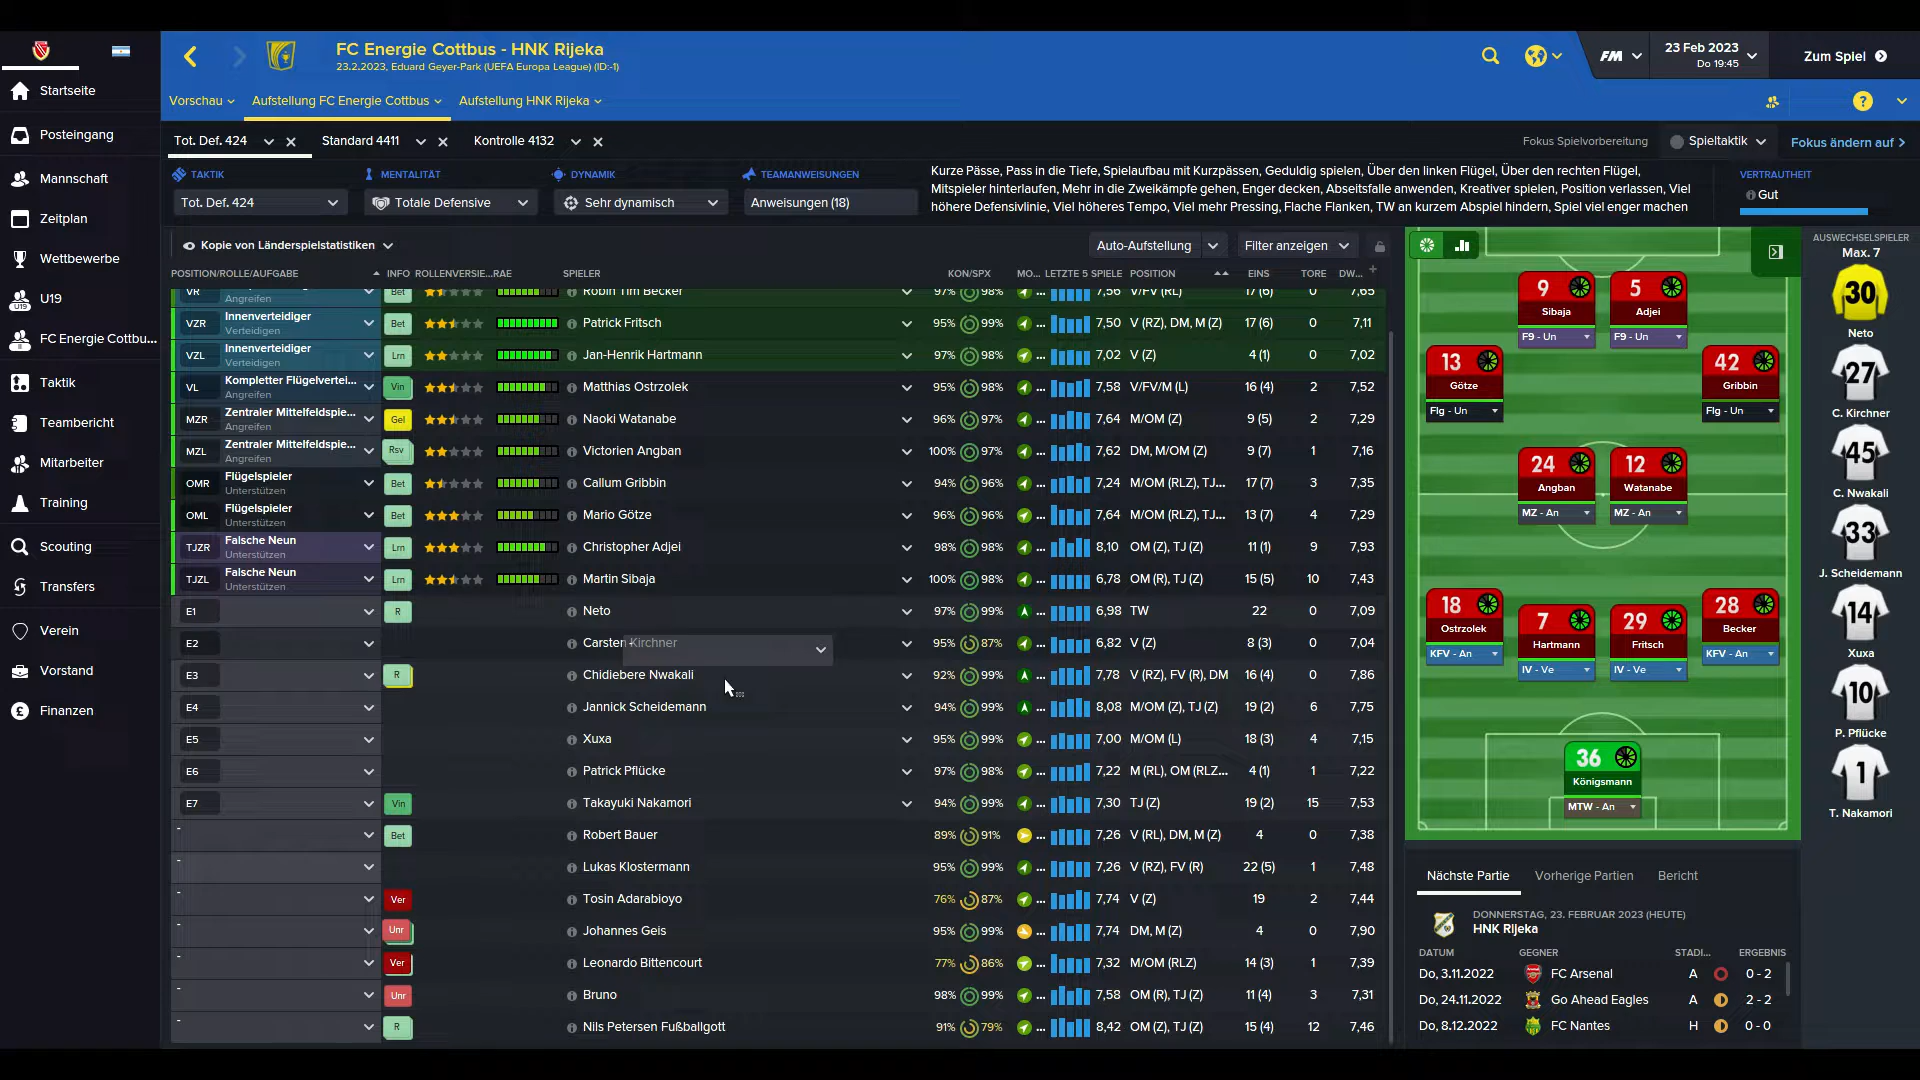 FC Energie Cottbus - HNK Rijeka
23.2.2023, Eduard Geyer-Park (UEFA Europa League) (ID:-1)
FM
23 Feb 2023
Do 19:45
Zum Spiel
Vorschau
Aufstellung FC Energie Cottbus
Aufstellung HNK Rijeka
?
Startseite
Posteingang
Mannschaft
Zeitplan
Wettbewerbe
U19
FC Energie Cottbu...
Taktik
Teambericht
Mitarbeiter
Training
Scouting
Transfers
Verein
Vorstand
Finanzen
Tot. Def. 424
Standard 4411
Kontrolle 4132
Fokus Spielvorbereitung
Spieltaktik
Fokus ändern auf >
TAKTIK
Tot. Def. 424
MENTALITÄT
Totale Defensive
DYNAMIK
Sehr dynamisch
TEAMANWEISUNGEN
Anweisungen (18)
Kurze Pässe, Pass in die Tiefe, Spielaufbau mit Kurzpässen, Geduldig spielen, Über den linken Flügel, Über den rechten Flügel,
Mitspieler hinterlaufen, Mehr in die Zweikämpfe gehen, Enger decken, Abseitsfalle anwenden, Kreativer spielen, Position verlassen, Viel
höhere Defensivlinie, Viel höheres Tempo, Viel mehr Pressing, Flache Flanken, TW an kurzem Abspiel hindern, Spiel viel enger machen
VERTRAUTHEIT
Gut
Kopie von Länderspielstatistiken
Auto-Aufstellung
Filter anzeigen
POSITION/ROLLE/AUFGABE INFO ROLLENVERSIE...RAE SPIELER KON/SPX MO... LETZTE 5 SPIELE POSITION EINS TORE DW...
VR Angreifen Bet Robin Tim Becker 97% 98% ... 7,56 V/FV (RL) 17 (6) 0 7,65
VZR Innenverteidiger Verteidigen Bet Patrick Fritsch 95% 99% ... 7,50 V (RZ), DM, M (Z) 17 (6) 0 7,11
VZL Innenverteidiger Verteidigen Lrn Jan-Henrik Hartmann 97% 98% ... 7,02 V (Z) 4 (1) 0 7,02
VL Kompletter Flügelvertei... Angreifen Vin Matthias Ostrzolek 95% 98% ... 7,58 V/FV/M (L) 16 (4) 2 7,52
MZR Zentraler Mittelfeldspie... Angreifen Gel Naoki Watanabe 96% 97% ... 7,64 M/OM (Z) 9 (5) 2 7,29
MZL Zentraler Mittelfeldspie... Angreifen Rsv Victorien Angban 100% 97% ... 7,62 DM, M/OM (Z) 9 (7) 1 7,16
OMR Flügelspieler Unterstützen Bet Callum Gribbin 94% 96% ... 7,24 M/OM (RLZ), TJ... 17 (7) 3 7,35
OML Flügelspieler Unterstützen Bet Mario Götze 96% 96% ... 7,64 M/OM (RLZ), TJ... 13 (7) 4 7,29
TJZR Falsche Neun Unterstützen Lrn Christopher Adjei 98% 98% ... 8,10 OM (Z), TJ (Z) 11 (1) 9 7,93
TJZL Falsche Neun Unterstützen Lrn Martin Sibaja 100% 98% ... 6,78 OM (R), TJ (Z) 15 (5) 10 7,43
E1 R Neto 97% 99% ... 6,98 TW 22 0 7,09
E2 Carsten Kirchner 95% 87% ... 6,82 V (Z) 8 (3) 0 7,04
E3 R Chidiebere Nwakali 92% 99% ... 7,78 V (RZ), FV (R), DM 16 (4) 0 7,86
E4 Jannick Scheidemann 94% 99% ... 8,08 M/OM (Z), TJ (Z) 19 (2) 6 7,75
E5 Xuxa 95% 99% ... 7,00 M/OM (L) 18 (3) 4 7,15
E6 Patrick Pflücke 97% 98% ... 7,22 M (RL), OM (RLZ... 4 (1) 1 7,22
E7 Vin Takayuki Nakamori 94% 99% ... 7,30 TJ (Z) 19 (2) 15 7,53
- Bet Robert Bauer 89% 91% ... 7,26 V (RL), DM, M (Z) 4 0 7,38
- Lukas Klostermann 95% 99% ... 7,26 V (RZ), FV (R) 22 (5) 1 7,48
- Ver Tosin Adarabioyo 76% 87% ... 7,74 V (Z) 19 2 7,44
- Unr Johannes Geis 95% 99% ... 7,74 DM, M (Z) 4 0 7,90
- Ver Leonardo Bittencourt 77% 86% ... 7,32 M/OM (RLZ) 14 (3) 1 7,39
- Unr Bruno 98% 99% ... 7,58 OM (R), TJ (Z) 11 (4) 3 7,31
- R Nils Petersen Fußballgott 91% 79% ... 8,42 OM (Z), TJ (Z) 15 (4) 12 7,46
9 5
Sibaja Adjei
F9 - Un F9 - Un
13 42
Götze Gribbin
Flg - Un Flg - Un
24 12
Angban Watanabe
MZ - An MZ - An
18 7 29 28
Ostrzolek Hartmann Fritsch Becker
KFV - An IV - Ve IV - Ve KFV - An
36
Königsmann
MTW - An
AUSWECHSELSPIELER
Max. 7
30
Neto
27
C. Kirchner
45
C. Nwakali
33
J. Scheidemann
14
Xuxa
10
P. Pflücke
1
T. Nakamori
Nächste Partie
Vorherige Partien
Bericht
DONNERSTAG, 23. FEBRUAR 2023 (HEUTE)
HNK Rijeka
DATUM GEGNER STADI... ERGEBNIS
Do, 3.11.2022 FC Arsenal A 0 - 2
Do, 24.11.2022 Go Ahead Eagles A 2 - 2
Do, 8.12.2022 FC Nantes H 0 - 0